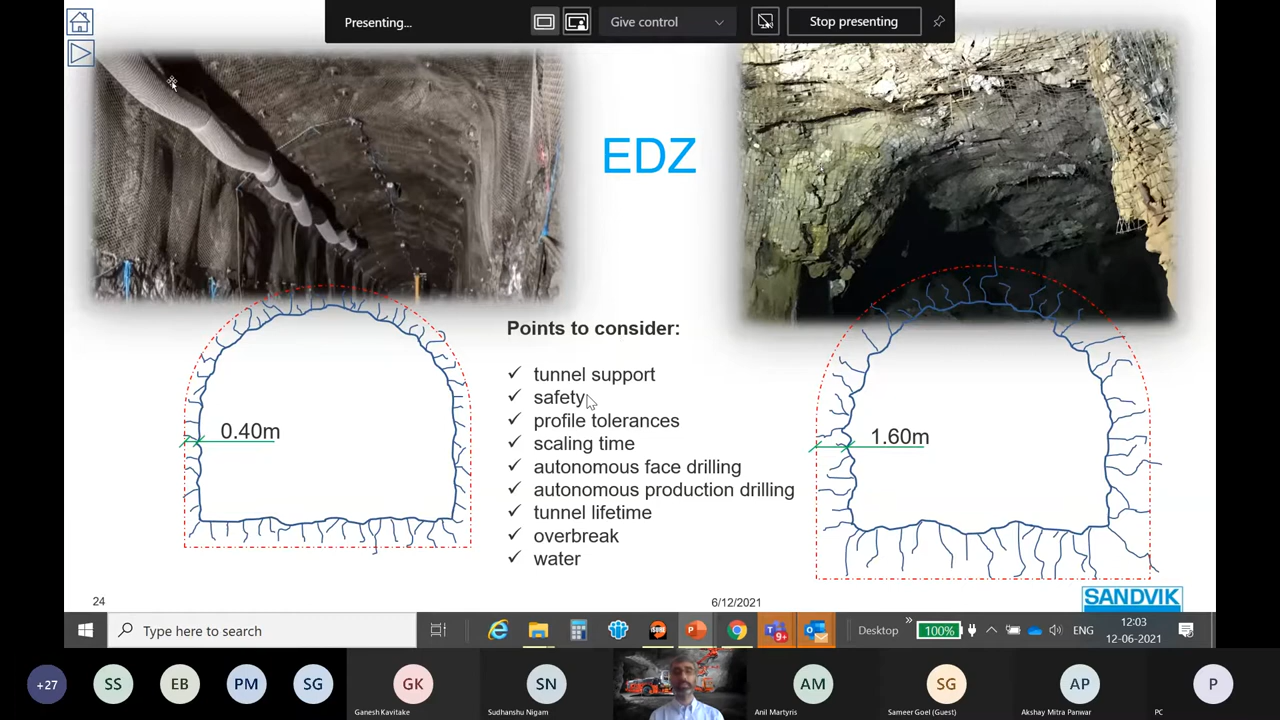 Presenting...
Give control
Stop presenting
EDZ
Points to consider:
✓ tunnel support
✓ safety
✓ profile tolerances
✓ scaling time
✓ autonomous face drilling
✓ autonomous production drilling
✓ tunnel lifetime
✓ overbreak
✓ water
0.40m
1.60m
24
6/12/2021
SANDVIK
Type here to search
9+
Desktop
100%
ENG
12:03
12-06-2021
+27
SS
EB
PM
SG
GK
Ganesh Kavitake
SN
Sudhanshu Nigam
AM
Anil Martyris
SG
Sameer Goel (Guest)
AP
Akshay Mitra Panwar
P
PC